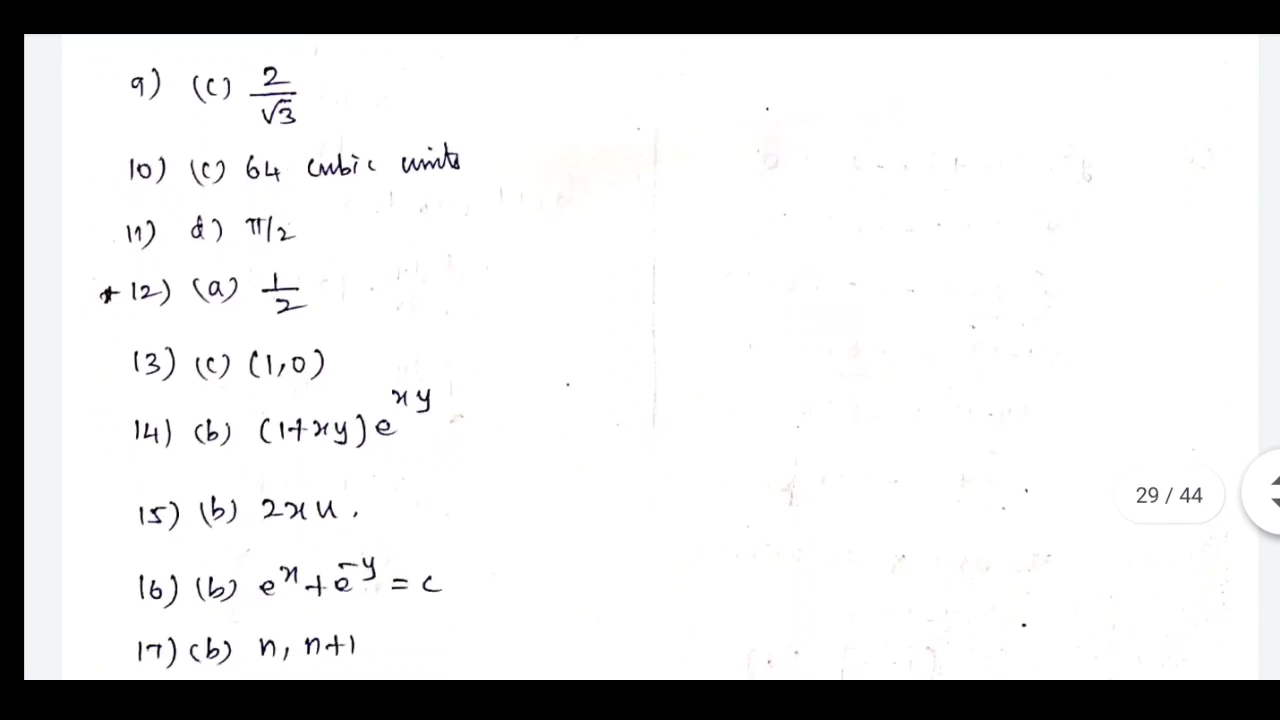 9) (c) 2/√3
10) (c) 64 cubic units
11) d) π/2
* 12) (a) 1/2
13) (c) (1,0)
14) (b) (1+xy)e^xy
15) (b) 2xu.
29 / 44
16) (b) e^x+e^-y = c
17) (b) n, n+1